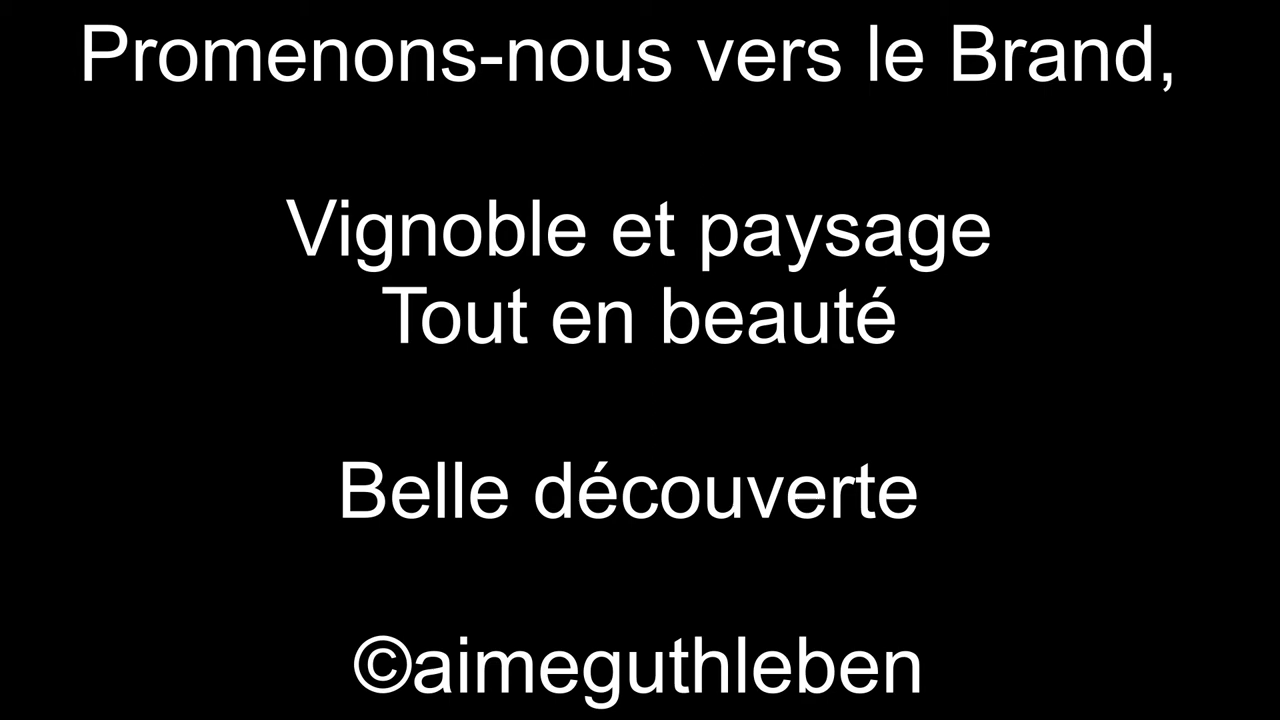 Promenons-nous vers le Brand,
Vignoble et paysage
Tout en beauté
Belle découverte
©aimeguthleben